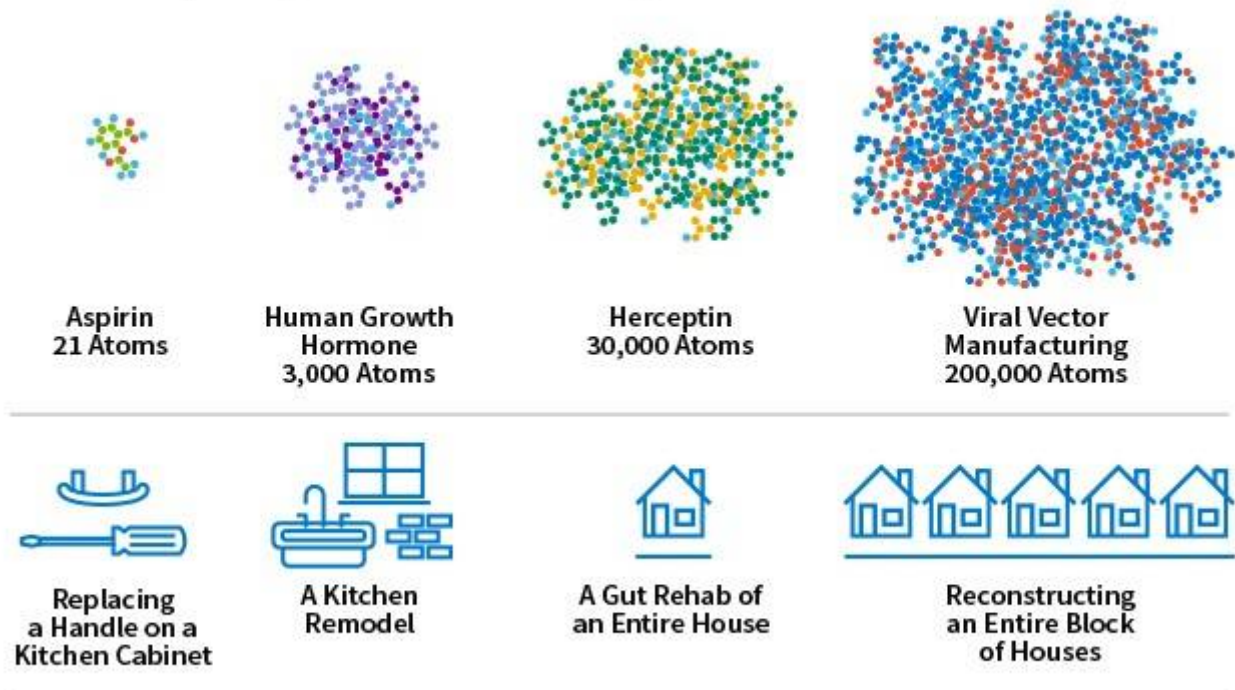 Aspirin
21 Atoms
Human Growth
Hormone
3,000 Atoms
Herceptin
30,000 Atoms
Viral Vector
Manufacturing
200,000 Atoms
Replacing
a Handle on a
Kitchen Cabinet
A Kitchen
Remodel
A Gut Rehab of
an Entire House
Reconstructing
an Entire Block
of Houses